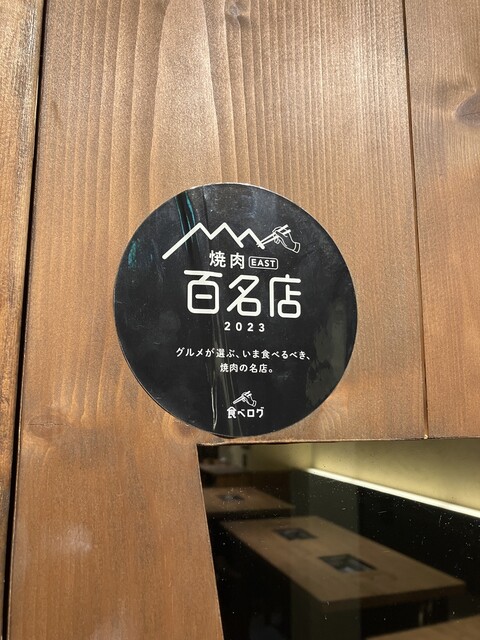 焼肉 EAST
百名店
2023
グルメが選ぶ、いま食べるべき、
焼肉の名店。
食べログ